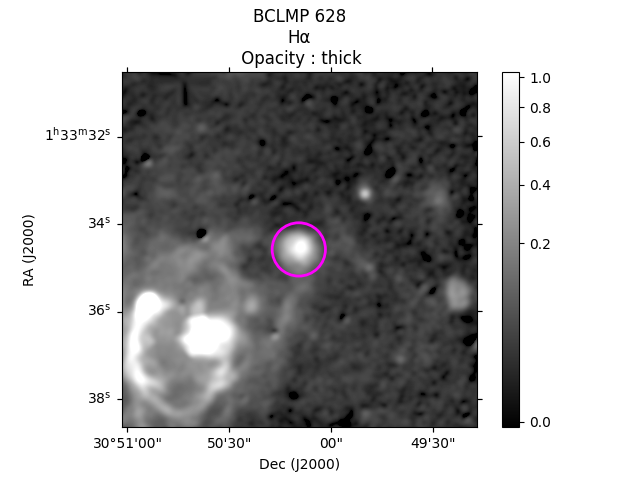 BCLMP 628
Hα
Opacity : thick
1ʰ33ᵐ32ˢ
34ˢ
36ˢ
38ˢ
RA (J2000)
30°51'00" 50'30" 00" 49'30"
Dec (J2000)
1.0
0.8
0.6
0.4
0.2
0.0